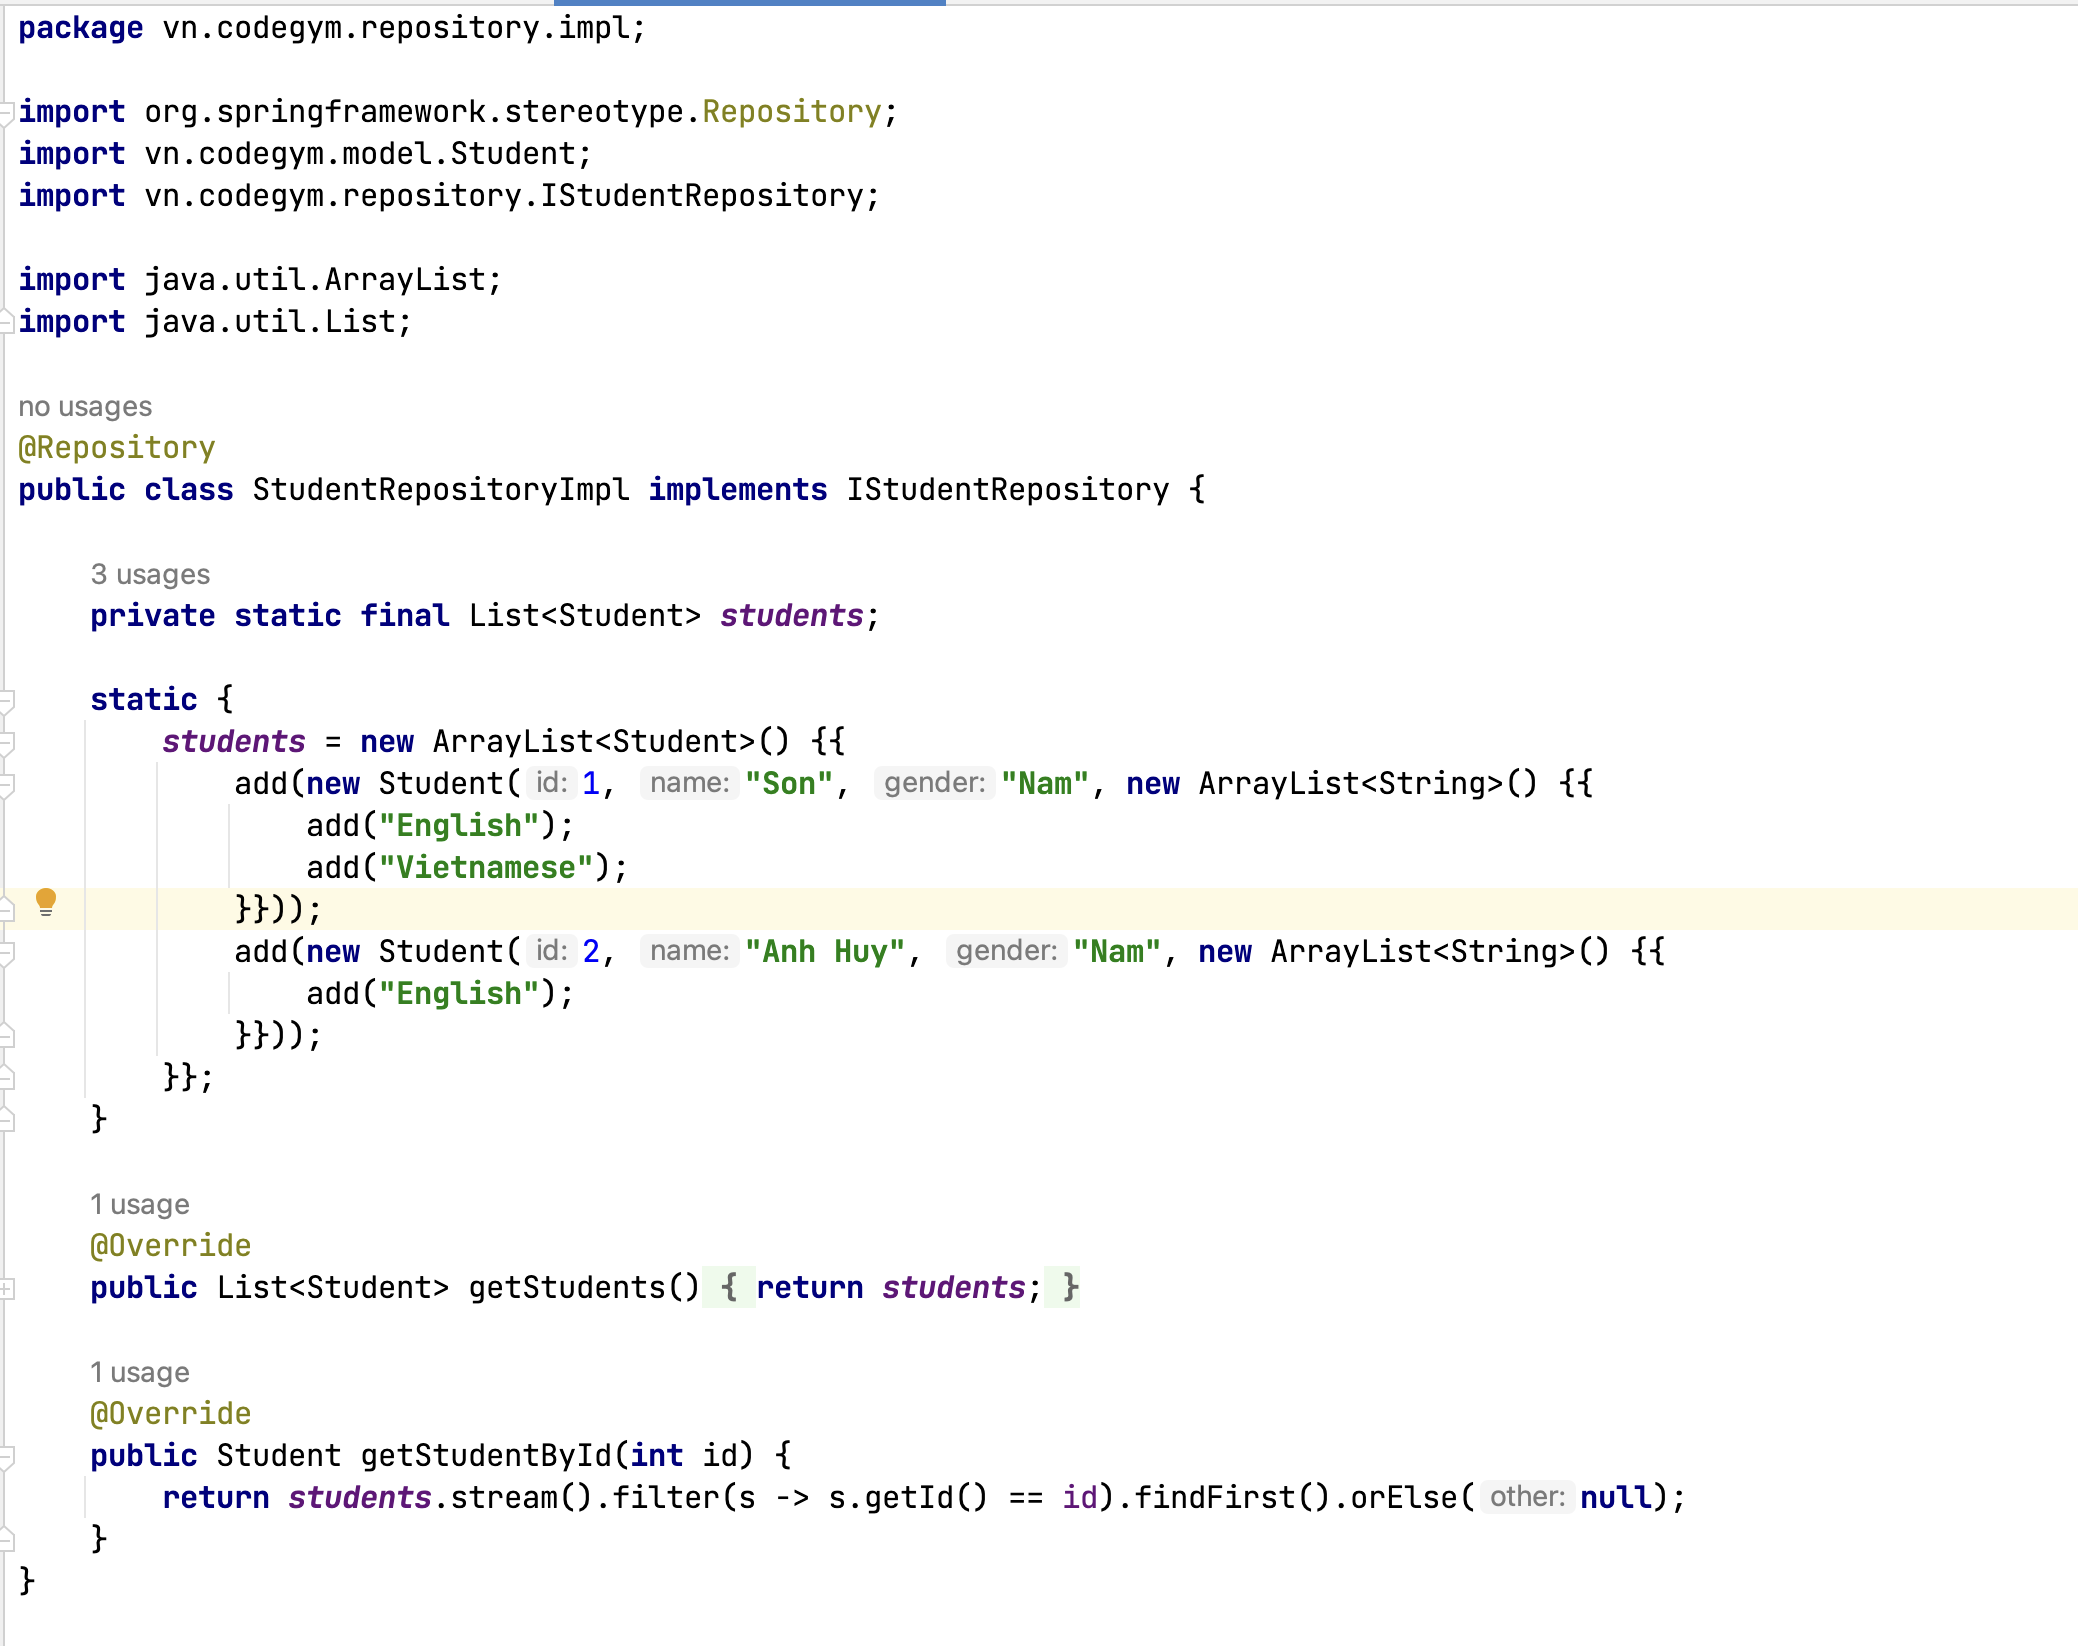 package vn.codegym.repository.impl;
import org.springframework.stereotype.Repository;
import vn.codegym.model.Student;
import vn.codegym.repository.IStudentRepository;
import java.util.ArrayList;
import java.util.List;
no usages
@Repository
public class StudentRepositoryImpl implements IStudentRepository {
3 usages
private static final List<Student> students;
static {
students = new ArrayList<Student>() {{
add(new Student( id: 1, name: "Son", gender: "Nam", new ArrayList<String>() {{
add("English");
add("Vietnamese");
}}));
add(new Student( id: 2, name: "Anh Huy", gender: "Nam", new ArrayList<String>() {{
add("English");
}}));
}};
}
1 usage
@Override
public List<Student> getStudents() { return students; }
1 usage
@Override
public Student getStudentById(int id) {
return students.stream().filter(s -> s.getId() == id).findFirst().orElse( other: null);
}
}